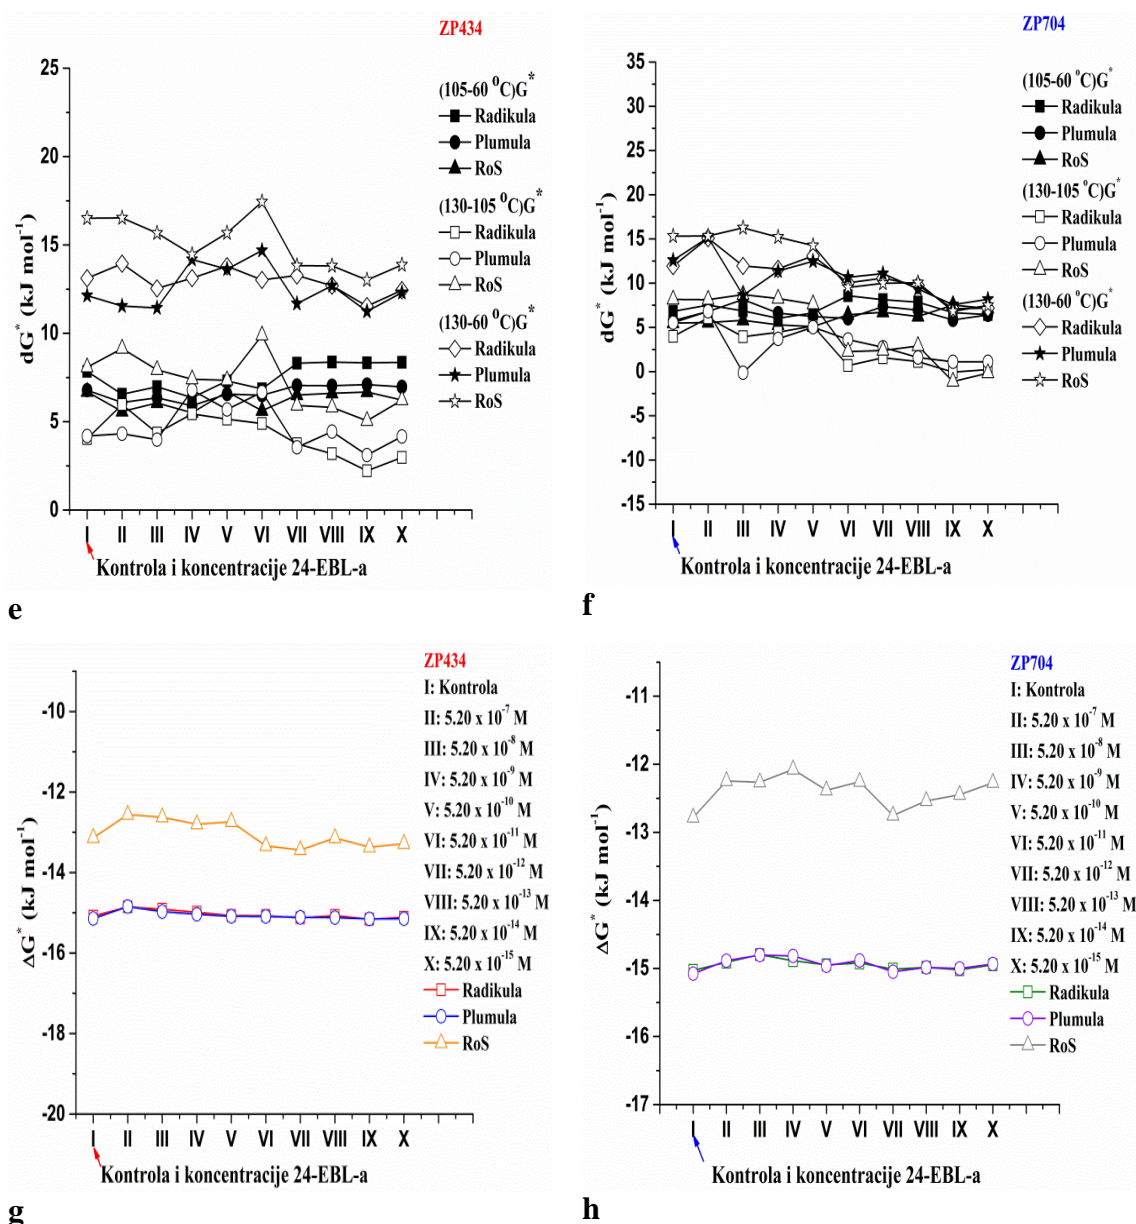 ZP434
(105-60 ⁰C)G*
Radikula
Plumula
RoS
(130-105 ⁰C)G*
Radikula
Plumula
RoS
(130-60 ⁰C)G*
Radikula
Plumula
RoS
25
20
15
10
5
0
dG* (kJ mol⁻¹)
I II III IV V VI VII VIII IX X
Kontrola i koncentracije 24-EBL-a
e
ZP704
(105-60 ⁰C)G*
Radikula
Plumula
RoS
(130-105 ⁰C)G*
Radikula
Plumula
RoS
(130-60 ⁰C)G*
Radikula
Plumula
RoS
35
30
25
20
15
10
5
0
-5
-10
-15
dG* (kJ mol⁻¹)
I II III IV V VI VII VIII IX X
Kontrola i koncentracije 24-EBL-a
f
ZP434
I: Kontrola
II: 5.20 x 10⁻⁷ M
III: 5.20 x 10⁻⁸ M
IV: 5.20 x 10⁻⁹ M
V: 5.20 x 10⁻¹⁰ M
VI: 5.20 x 10⁻¹¹ M
VII: 5.20 x 10⁻¹² M
VIII: 5.20 x 10⁻¹³ M
IX: 5.20 x 10⁻¹⁴ M
X: 5.20 x 10⁻¹⁵ M
Radikula
Plumula
RoS
-10
-12
-14
-16
-18
-20
ΔG* (kJ mol⁻¹)
I II III IV V VI VII VIII IX X
Kontrola i koncentracije 24-EBL-a
g
ZP704
I: Kontrola
II: 5.20 x 10⁻⁷ M
III: 5.20 x 10⁻⁸ M
IV: 5.20 x 10⁻⁹ M
V: 5.20 x 10⁻¹⁰ M
VI: 5.20 x 10⁻¹¹ M
VII: 5.20 x 10⁻¹² M
VIII: 5.20 x 10⁻¹³ M
IX: 5.20 x 10⁻¹⁴ M
X: 5.20 x 10⁻¹⁵ M
Radikula
Plumula
RoS
-11
-12
-13
-14
-15
-16
-17
ΔG* (kJ mol⁻¹)
I II III IV V VI VII VIII IX X
Kontrola i koncentracije 24-EBL-a
h